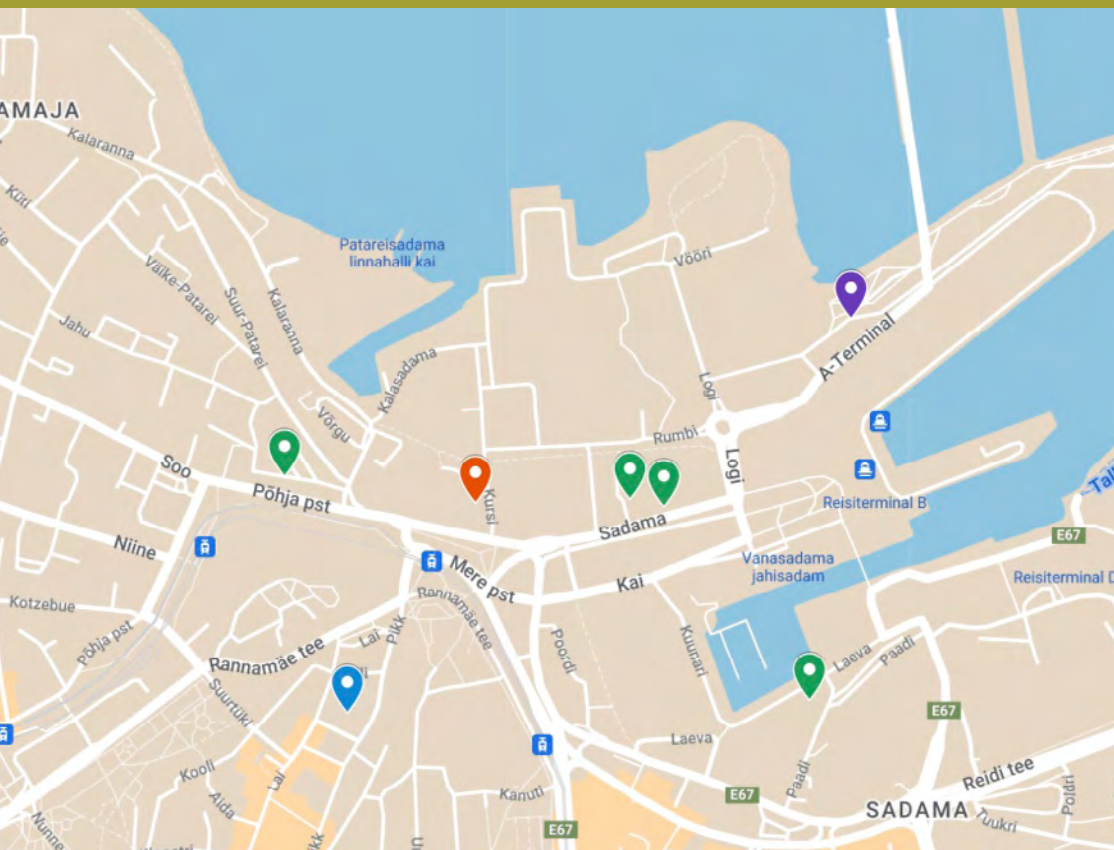 AMAJA
Kalaranna
Küti
Patareisadama
linnahalli kai
Vööri
Väike-Patarei
Suur-Patarei
Kalaranna
Jahu
A-Terminal
Kalasadama
Logi
Võrgu
Rumbi
Soo
Logi
Põhja pst
Kursi
Reisiterminal B
Sadama
Niine
Mere pst
Vanasadama
jahisadam
E67
Kai
Reisiterminal D
Kotzebue
Rannamäe tee
Põhja pst
Lai
Pikk
Poordi
Kuunari
Laeva
Paadi
Rannamäe tee
Suurtüki
Laeva
E67
Kooli
Lai
Reidi tee
Paadi
Aida
Kanuti
E67
Poldri
SADAMA
Tuukri
Nunne
E67